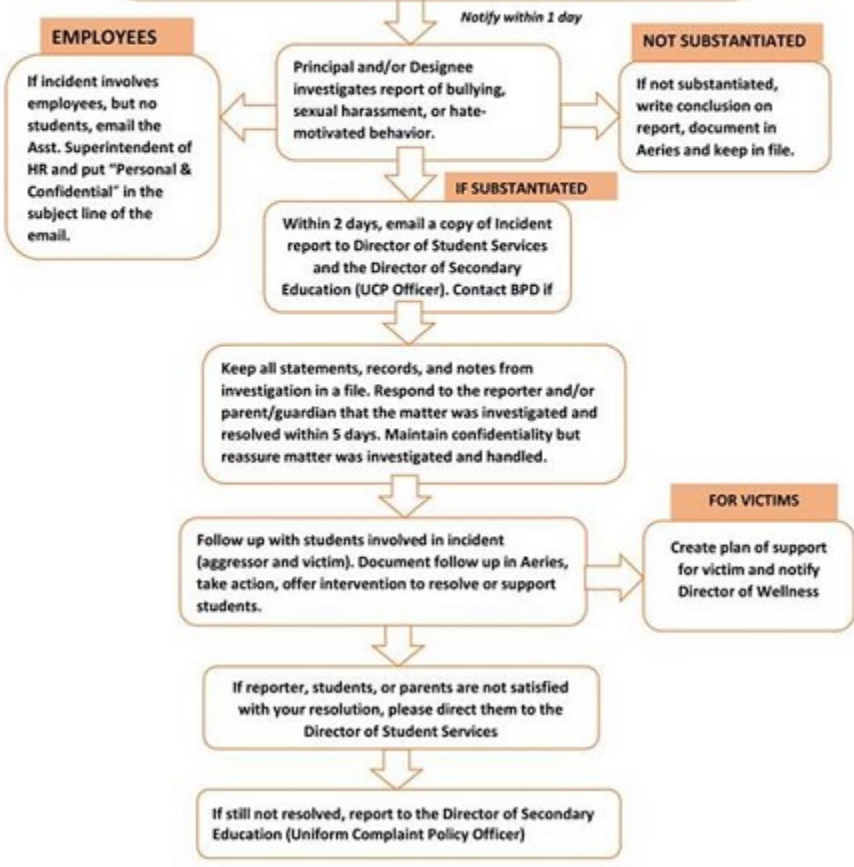 Notify within 1 day
EMPLOYEES
If incident involves
employees, but no
students, email the
Asst. Superintendent of
HR and put "Personal &
Confidential" in the
subject line of the
email.
Principal and/or Designee
investigates report of bullying,
sexual harassment, or hate-
motivated behavior.
NOT SUBSTANTIATED
If not substantiated,
write conclusion on
report, document in
Aeries and keep in file.
IF SUBSTANTIATED
Within 2 days, email a copy of Incident
report to Director of Student Services
and the Director of Secondary
Education (UCP Officer). Contact BPD if
Keep all statements, records, and notes from
investigation in a file. Respond to the reporter and/or
parent/guardian that the matter was investigated and
resolved within 5 days. Maintain confidentiality but
reassure matter was investigated and handled.
Follow up with students involved in incident
(aggressor and victim). Document follow up in Aeries,
take action, offer intervention to resolve or support
students.
FOR VICTIMS
Create plan of support
for victim and notify
Director of Wellness
If reporter, students, or parents are not satisfied
with your resolution, please direct them to the
Director of Student Services
If still not resolved, report to the Director of Secondary
Education (Uniform Complaint Policy Officer)